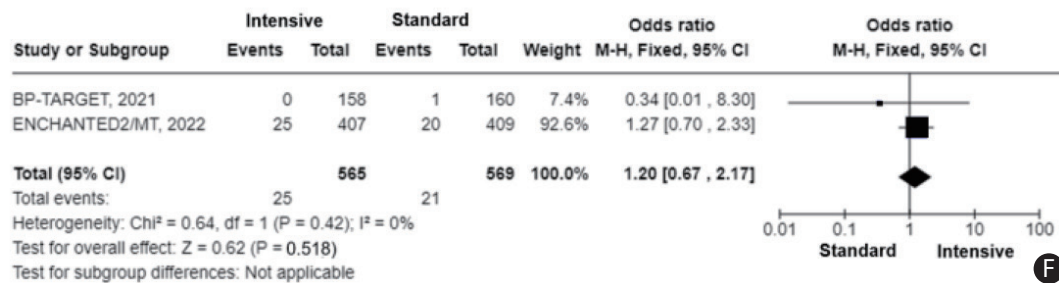 Intensive Standard Odds ratio Odds ratio
Study or Subgroup Events Total Events Total Weight M-H, Fixed, 95% CI M-H, Fixed, 95% CI
BP-TARGET, 2021 0 158 1 160 7.4% 0.34 [0.01 , 8.30]
ENCHANTED2/MT, 2022 25 407 20 409 92.6% 1.27 [0.70 , 2.33]
Total (95% CI) 565 569 100.0% 1.20 [0.67 , 2.17]
Total events: 25 21
Heterogeneity: Chi² = 0.64, df = 1 (P = 0.42); I² = 0%
0.01 0.1 1 10 100
Test for overall effect: Z = 0.62 (P = 0.518)
Standard Intensive
Test for subgroup differences: Not applicable
F